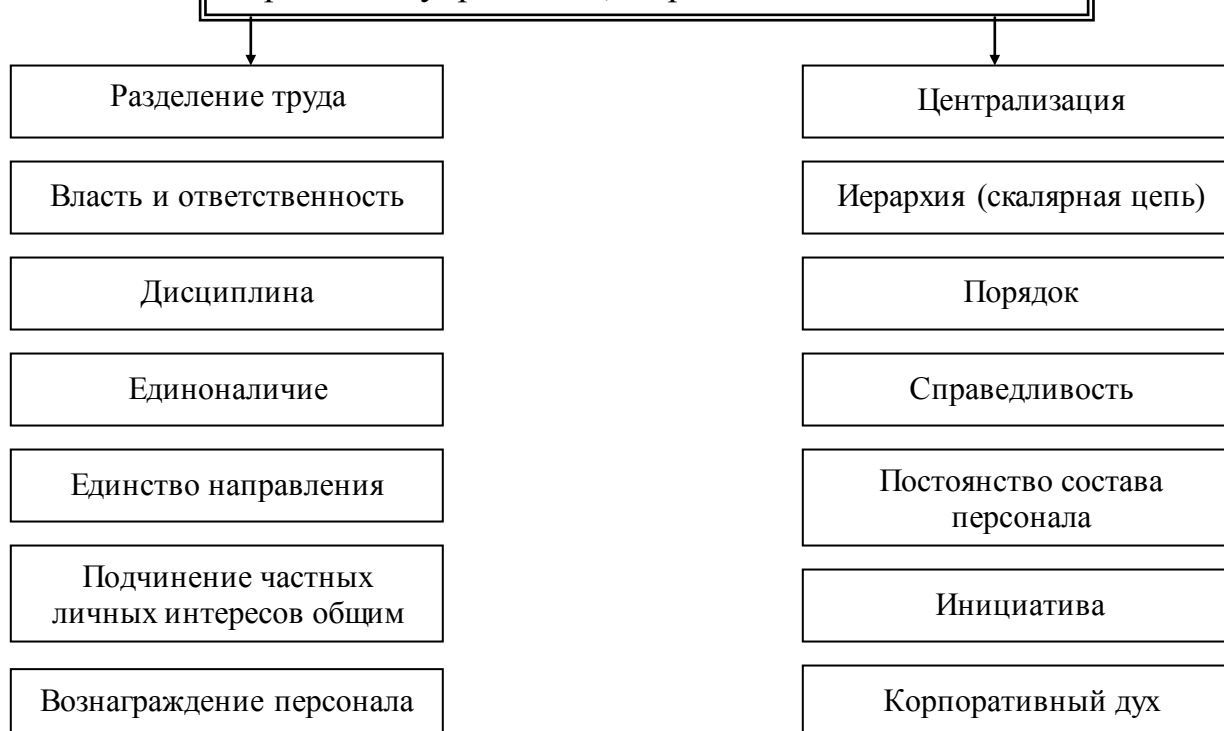 Разделение труда
Власть и ответственность
Дисциплина
Единоналичие
Единство направления
Подчинение частных
личных интересов общим
Вознаграждение персонала
Централизация
Иерархия (скалярная цепь)
Порядок
Справедливость
Постоянство состава
персонала
Инициатива
Корпоративный дух